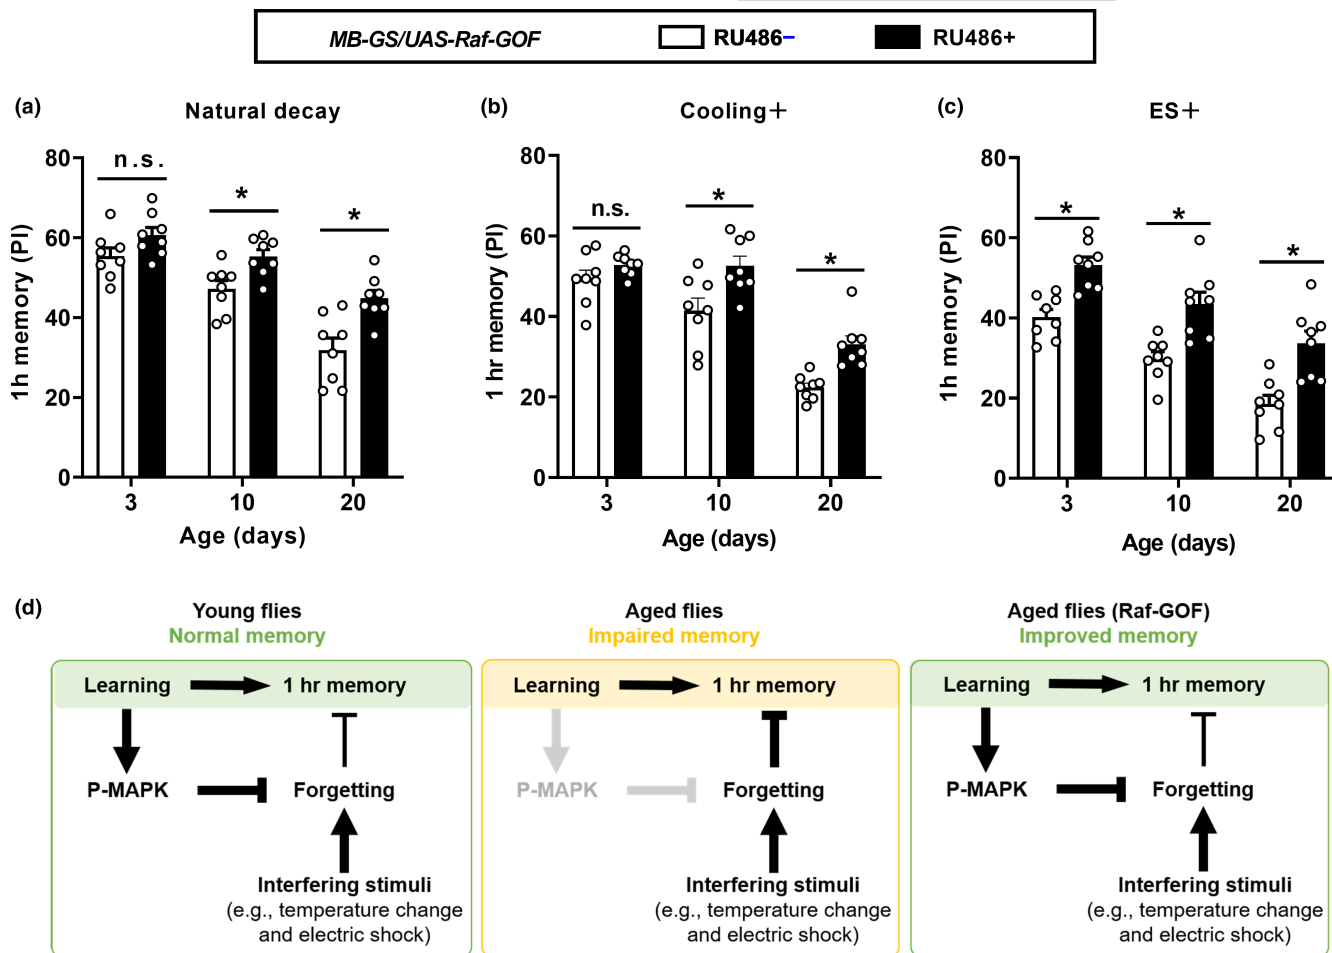 MB-GS/UAS-Raf-GOF RU486− RU486+
(a) Natural decay
n.s.
*
*
80
60
40
20
0
1h memory (PI)
3 10 20
Age (days)
(b) Cooling+
n.s.
*
*
80
60
40
20
0
1 hr memory (PI)
3 10 20
Age (days)
(c) ES+
*
*
*
80
60
40
20
0
1h memory (PI)
3 10 20
Age (days)
(d)
Young flies
Normal memory
Learning 1 hr memory
P-MAPK Forgetting
Interfering stimuli
(e.g., temperature change
and electric shock)
Aged flies
Impaired memory
Learning 1 hr memory
P-MAPK Forgetting
Interfering stimuli
(e.g., temperature change
and electric shock)
Aged flies (Raf-GOF)
Improved memory
Learning 1 hr memory
P-MAPK Forgetting
Interfering stimuli
(e.g., temperature change
and electric shock)